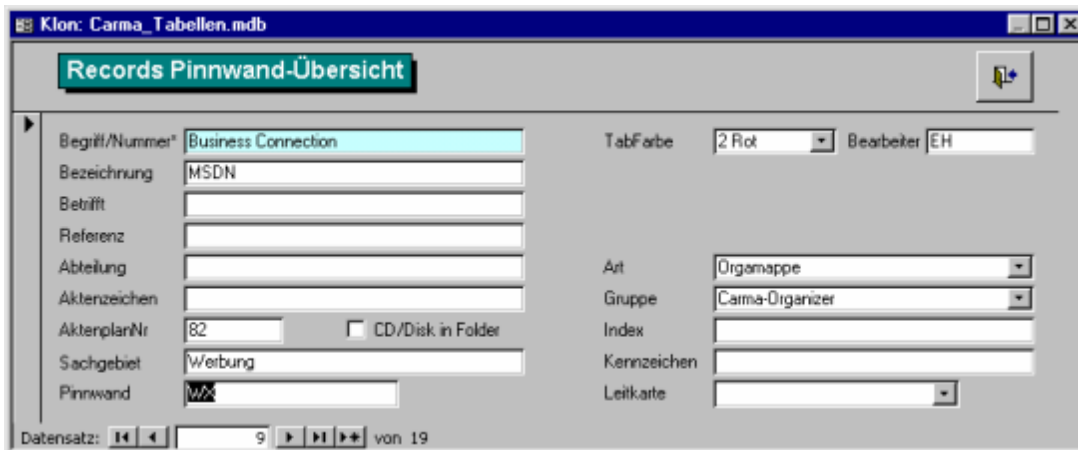 Klon: Carma_Tabellen.mdb
Records Pinnwand-Übersicht
Begriff/Nummer* Business Connection TabFarbe 2 Rot Bearbeiter EH
Bezeichnung MSDN
Betrifft
Referenz
Abteilung Art Orgamappe
Aktenzeichen Gruppe Carma-Organizer
AktenplanNr 82 CD/Disk in Folder Index
Sachgebiet Werbung Kennzeichen
Pinnwand WX Leitkarte
Datensatz: 9 von 19